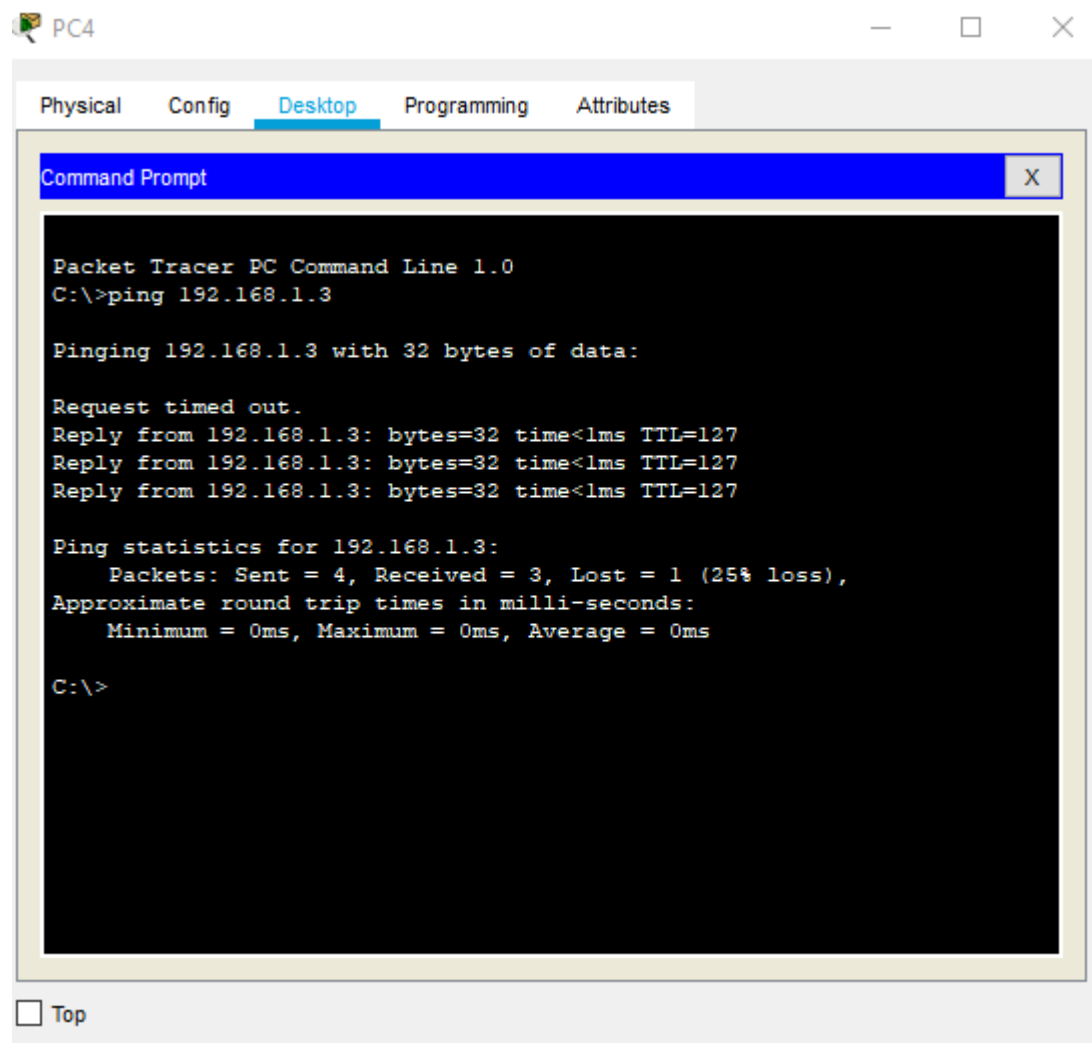 PC4
Physical Config Desktop Programming Attributes
Command Prompt X
Packet Tracer PC Command Line 1.0
C:\>ping 192.168.1.3
Pinging 192.168.1.3 with 32 bytes of data:
Request timed out.
Reply from 192.168.1.3: bytes=32 time<1ms TTL=127
Reply from 192.168.1.3: bytes=32 time<1ms TTL=127
Reply from 192.168.1.3: bytes=32 time<1ms TTL=127
Ping statistics for 192.168.1.3:
Packets: Sent = 4, Received = 3, Lost = 1 (25% loss),
Approximate round trip times in milli-seconds:
Minimum = 0ms, Maximum = 0ms, Average = 0ms
C:\>
Top